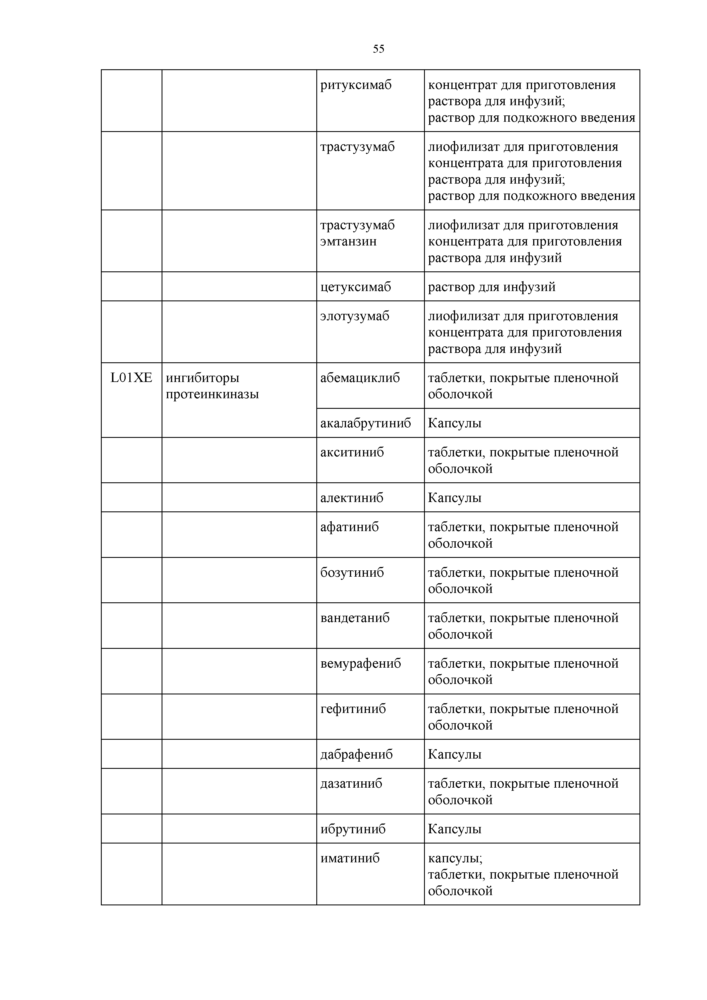 55
ритуксимаб
концентрат для приготовления
раствора для инфузий;
раствор для подкожного введения
трастузумаб
лиофилизат для приготовления
концентрата для приготовления
раствора для инфузий;
раствор для подкожного введения
трастузумаб
эмтанзин
лиофилизат для приготовления
концентрата для приготовления
раствора для инфузий
цетуксимаб
раствор для инфузий
элотузумаб
лиофилизат для приготовления
концентрата для приготовления
раствора для инфузий
L01XE
ингибиторы
протеинкиназы
абемациклиб
таблетки, покрытые пленочной
оболочкой
акалабрутиниб
Капсулы
акситиниб
таблетки, покрытые пленочной
оболочкой
алектиниб
Капсулы
афатиниб
таблетки, покрытые пленочной
оболочкой
бозутиниб
таблетки, покрытые пленочной
оболочкой
вандетаниб
таблетки, покрытые пленочной
оболочкой
вемурафениб
таблетки, покрытые пленочной
оболочкой
гефитиниб
таблетки, покрытые пленочной
оболочкой
дабрафениб
Капсулы
дазатиниб
таблетки, покрытые пленочной
оболочкой
ибрутиниб
Капсулы
иматиниб
капсулы;
таблетки, покрытые пленочной
оболочкой